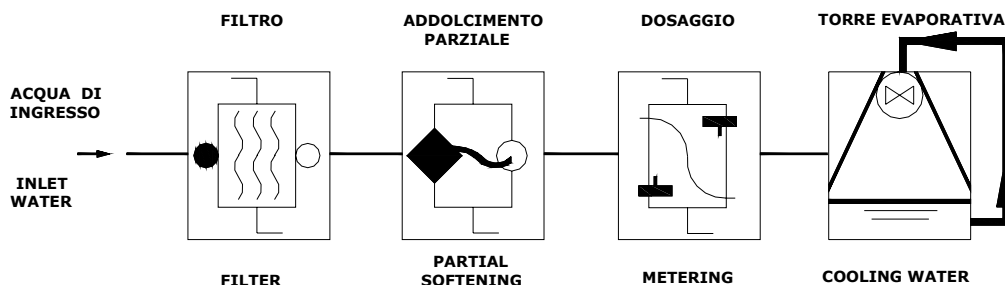 FILTRO
ADDOLCIMENTO
PARZIALE
DOSAGGIO
TORRE EVAPORATIVA
ACQUA DI
INGRESSO
INLET
WATER
FILTER
PARTIAL
SOFTENING
METERING
COOLING WATER